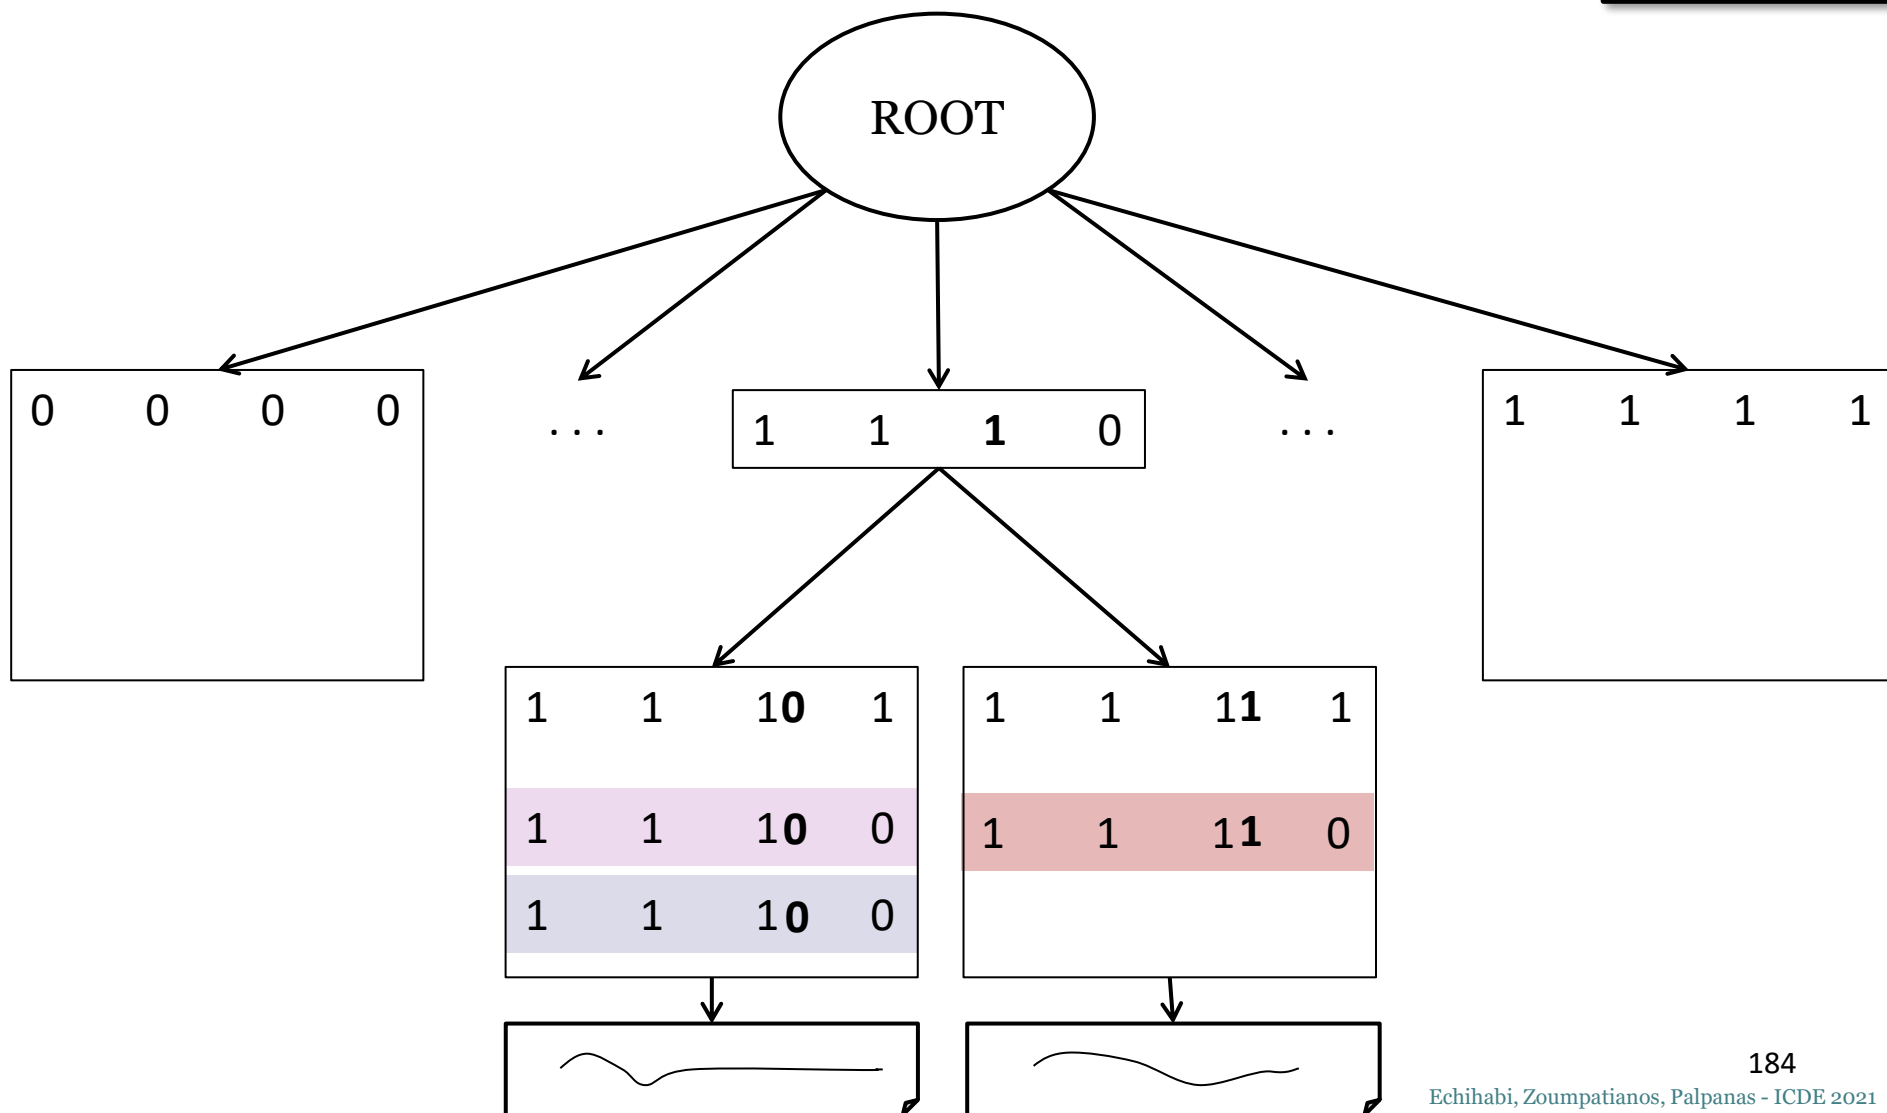 ROOT
0 0 0 0
. . .
1 1 1 0
. . .
1 1 1 1
1 1 10 1
1 1 10 0
1 1 10 0
1 1 11 1
1 1 11 0
184
Echihabi, Zoumpatianos, Palpanas - ICDE 2021